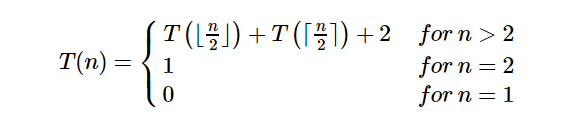 T(n) = { T(⌊n/2⌋) + T(⌈n/2⌉) + 2 for n > 2
1 for n = 2
0 for n = 1